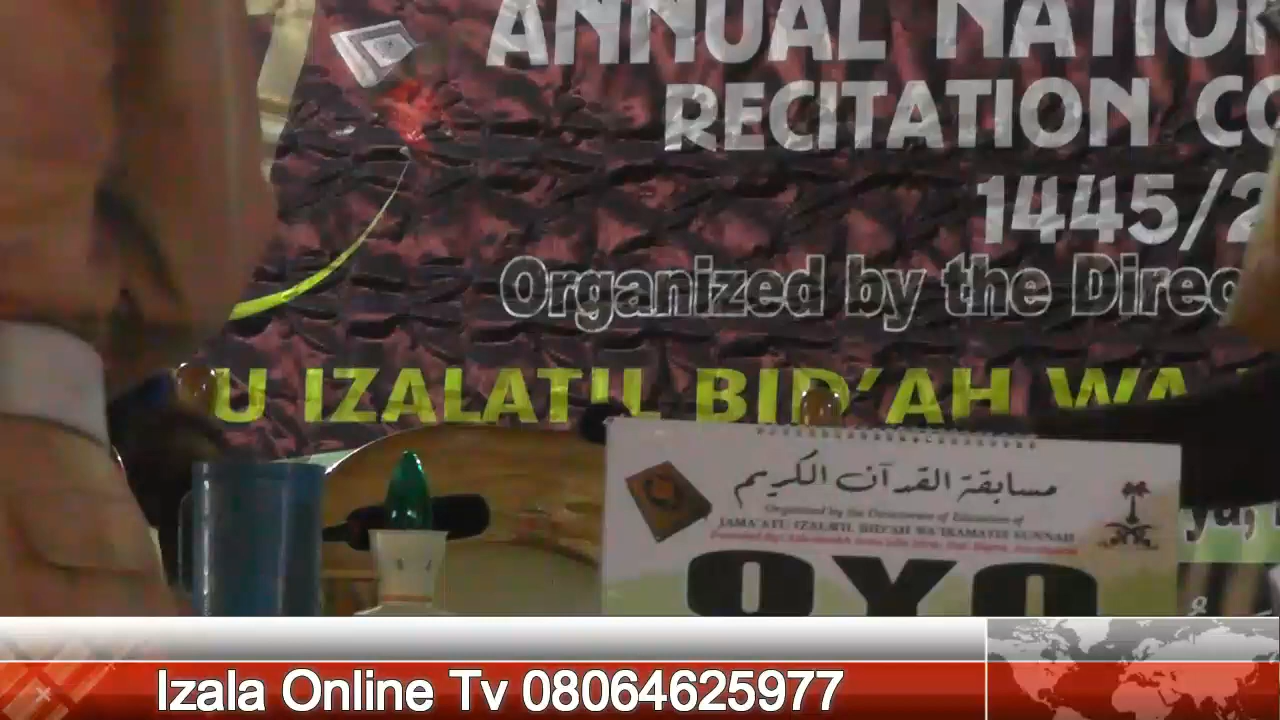 ANNUAL NATION
RECITATION CO
1445/2
Organized by the Direc
U IZALATIL BID'AH WA
مسابقة القرآن الكريم
Organized by the Directorate of Education of
JAMA'ATU IZALATIL BID'AH WA'IKAMATIS SUNNAH
OYO
Izala Online Tv 08064625977